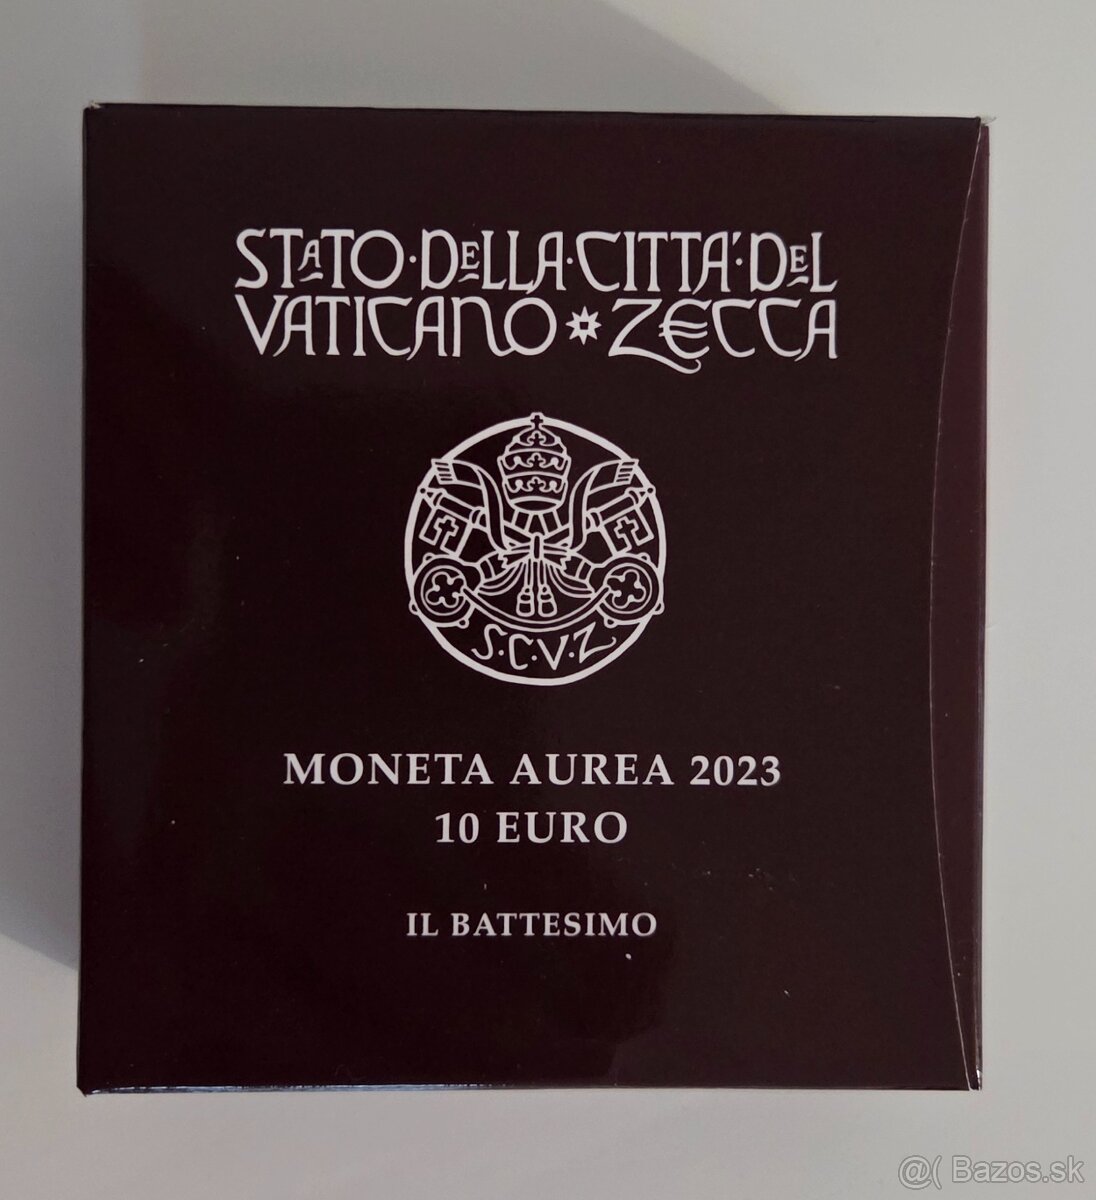 STATO·DELLA·CITTA'·DEL
VATICANO ZECCA
S.C.V.Z
MONETA AUREA 2023
10 EURO
IL BATTESIMO
@( Bazos.sk